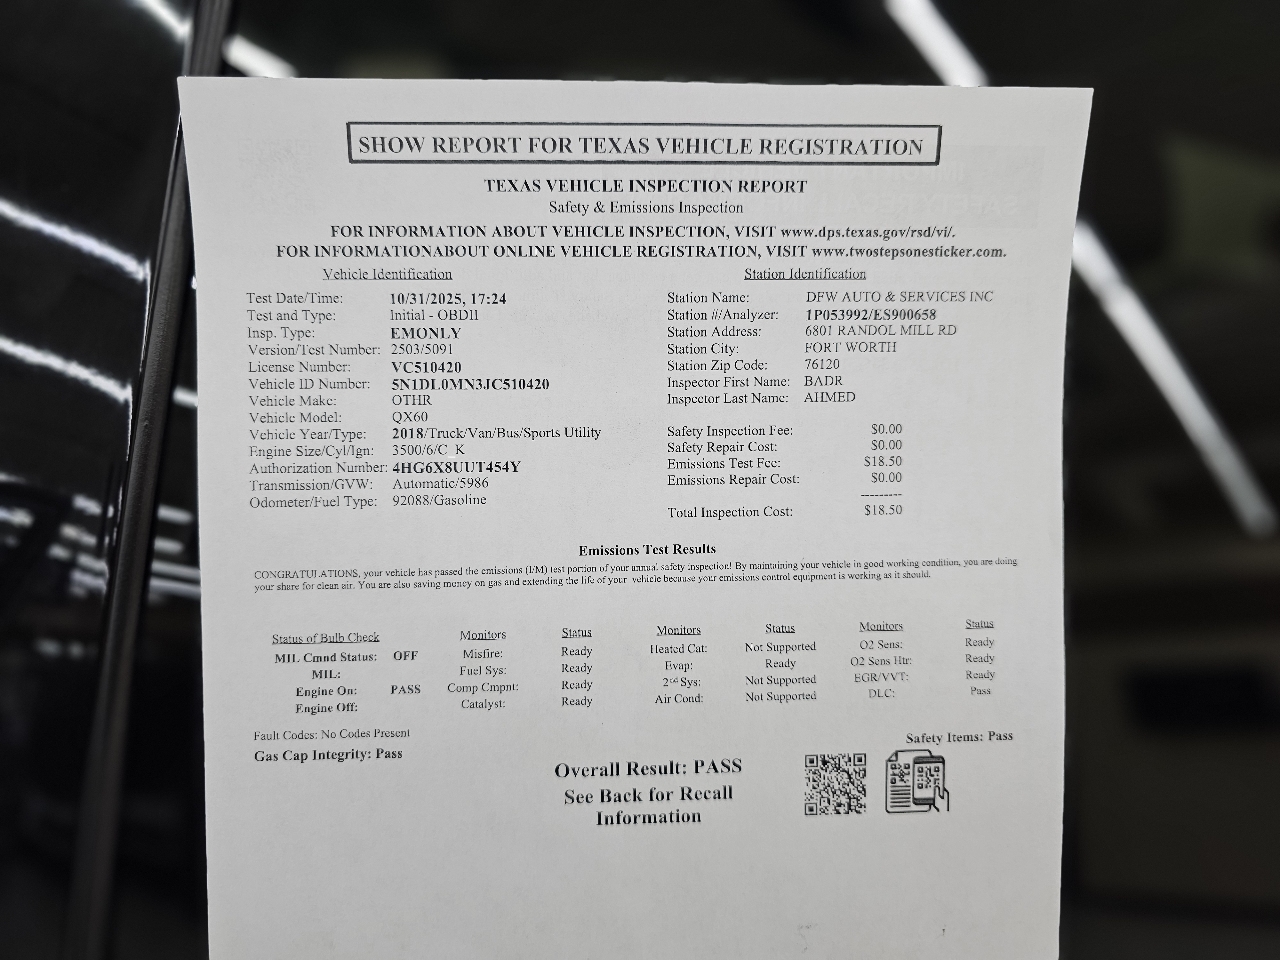 SHOW REPORT FOR TEXAS VEHICLE REGISTRATION
TEXAS VEHICLE INSPECTION REPORT
Safety & Emissions Inspection
FOR INFORMATION ABOUT VEHICLE INSPECTION, VISIT www.dps.texas.gov/rsd/vi/.
FOR INFORMATIONABOUT ONLINE VEHICLE REGISTRATION, VISIT www.twostepsonesticker.com.
Vehicle Identification
Test Date/Time: 10/31/2025, 17:24
Test and Type: Initial - OBDII
Insp. Type: EMONLY
Version/Test Number: 2503/5091
License Number: VC510420
Vehicle ID Number: 5N1DL0MN3JC510420
Vehicle Make: OTHR
Vehicle Model: QX60
Vehicle Year/Type: 2018/Truck/Van/Bus/Sports Utility
Engine Size/Cyl/Ign: 3500/6/C K
Authorization Number: 4HG6X8UUT454Y
Transmission/GVW: Automatic/5986
Odometer/Fuel Type: 92088/Gasoline
Station Identification
Station Name: DFW AUTO & SERVICES INC
Station #/Analyzer: 1P053992/ES900658
Station Address: 6801 RANDOL MILL RD
Station City: FORT WORTH
Station Zip Code: 76120
Inspector First Name: BADR
Inspector Last Name: AHMED
Safety Inspection Fee: $0.00
Safety Repair Cost: $0.00
Emissions Test Fee: $18.50
Emissions Repair Cost: $0.00
---------
Total Inspection Cost: $18.50
Emissions Test Results
CONGRATULATIONS, your vehicle has passed the emissions (I/M) test portion of your annual safety inspection! By maintaining your vehicle in good working condition, you are doing
your share for clean air. You are also saving money on gas and extending the life of your vehicle because your emissions control equipment is working as it should.
Status of Bulb Check
MIL Cmnd Status: OFF
MIL:
Engine On: PASS
Engine Off:
Monitors Status
Misfire: Ready
Fuel Sys: Ready
Comp Cmpnt: Ready
Catalyst: Ready
Monitors Status
Heated Cat: Not Supported
Evap: Ready
2nd Sys: Not Supported
Air Cond: Not Supported
Monitors Status
O2 Sens: Ready
O2 Sens Htr: Ready
EGR/VVT: Ready
DLC: Pass
Fault Codes: No Codes Present
Gas Cap Integrity: Pass
Safety Items: Pass
Overall Result: PASS
See Back for Recall
Information